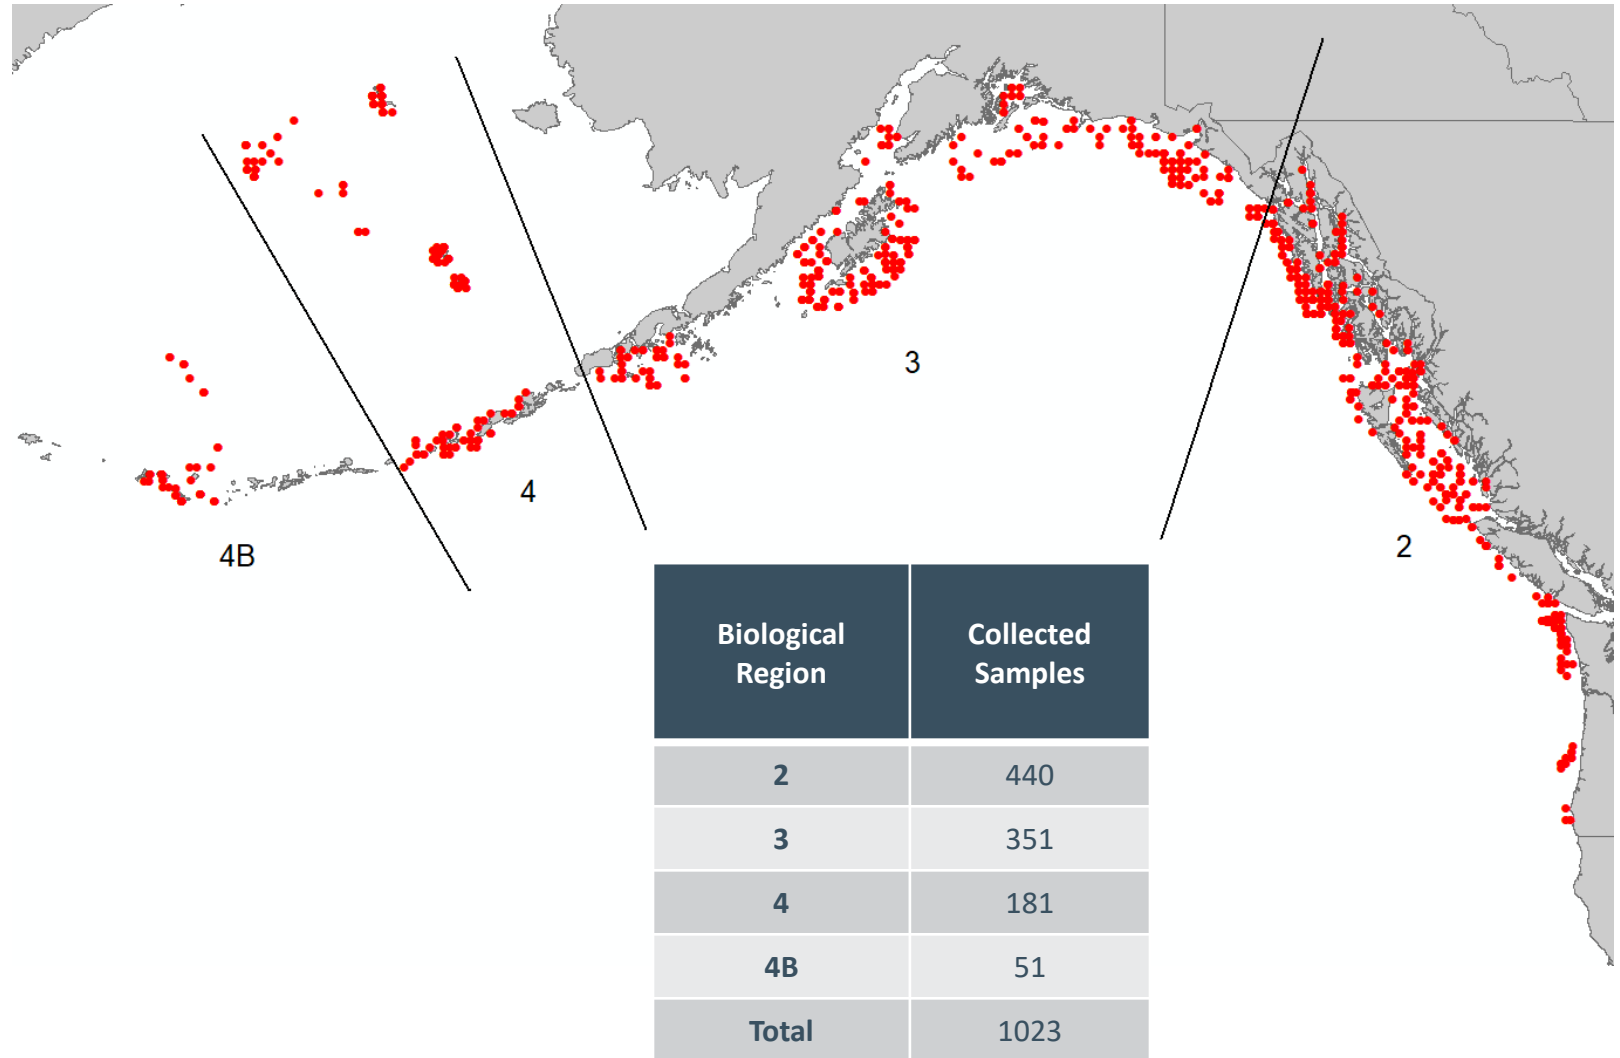 3
4
4B
2
Biological
Region
Collected
Samples
2 440
3 351
4 181
4B 51
Total 1023